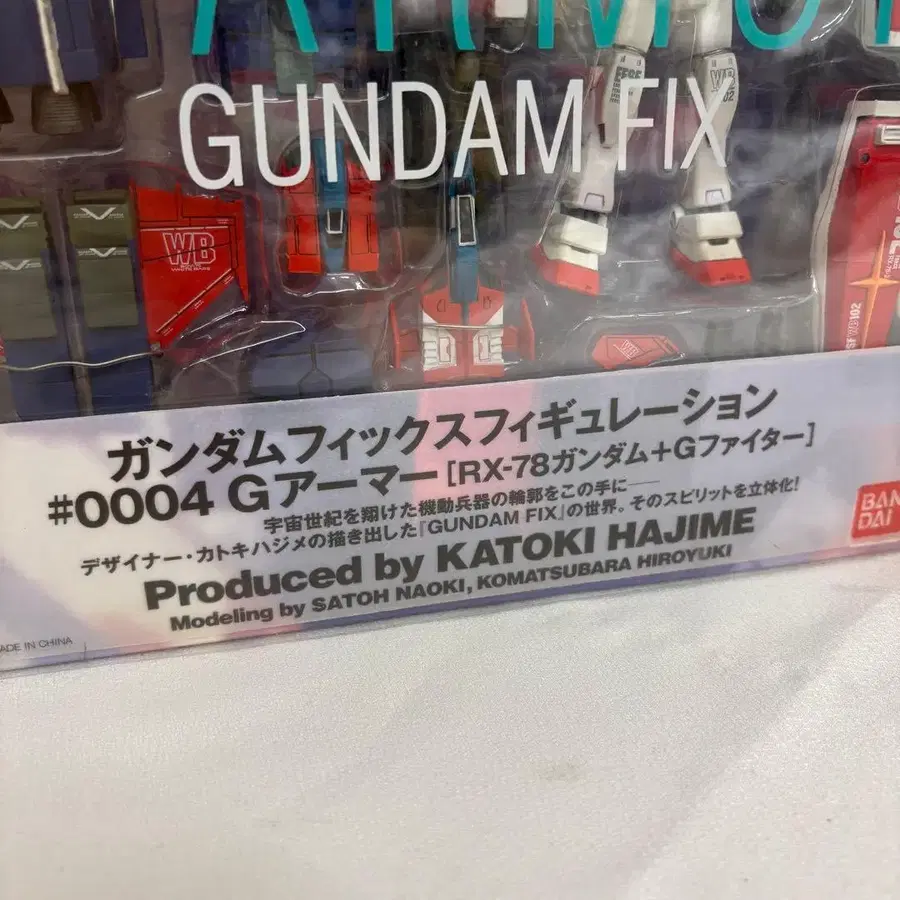 GUNDAM FIX
WB
WB
02
WB102
ガンダムフィックスフィギュレーション
#0004 Gアーマー[RX-78ガンダム+Gファイター]
宇宙世紀を翔けた機動兵器の輪郭をこの手に──
デザイナー・カトキハジメの描き出した『GUNDAM FIX』の世界。そのスピリットを立体化!
Produced by KATOKI HAJIME
Modeling by SATOH NAOKI, KOMATSUBARA HIROYUKI
BAN
DAI
ADE IN CHINA